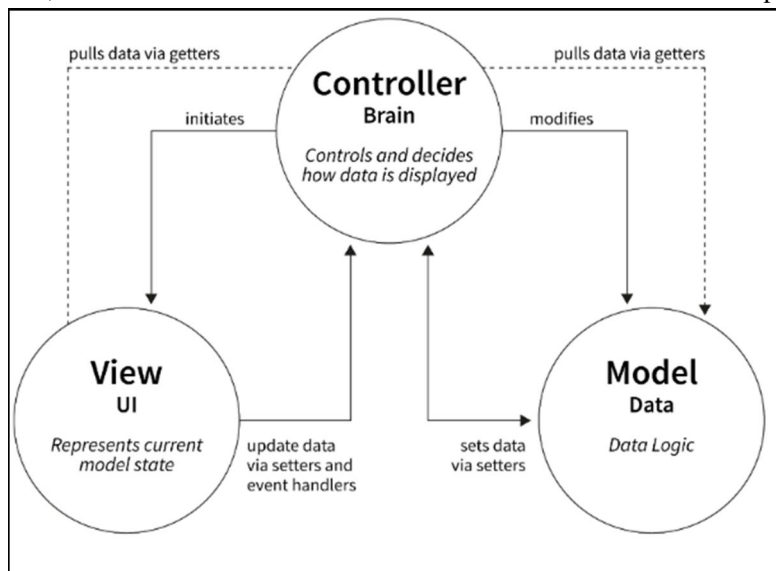 pulls data via getters
pulls data via getters
Controller
Brain
initiates
modifies
Controls and decides
how data is displayed
View
UI
Represents current
model state
Model
Data
Data Logic
update data
via setters and
event handlers
sets data
via setters